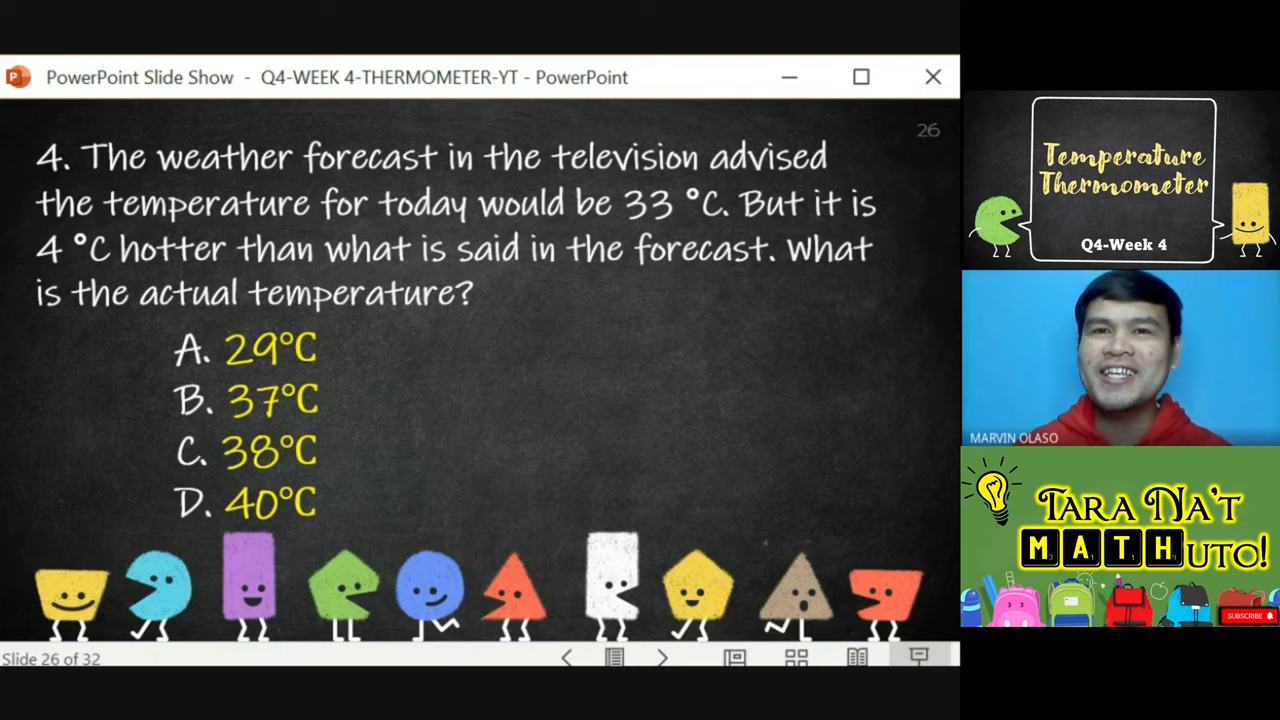 PowerPoint Slide Show - Q4-WEEK 4-THERMOMETER-YT - PowerPoint
26
4. The weather forecast in the television advised
the temperature for today would be 33 °C. But it is
4 °C hotter than what is said in the forecast. What
is the actual temperature?
A. 29°C
B. 37°C
C. 38°C
D. 40°C
Slide 26 of 32
Temperature
Thermometer
Q4-Week 4
MARVIN OLASO
TARA NA'T
MATHUTO!
SUBSCRIBE